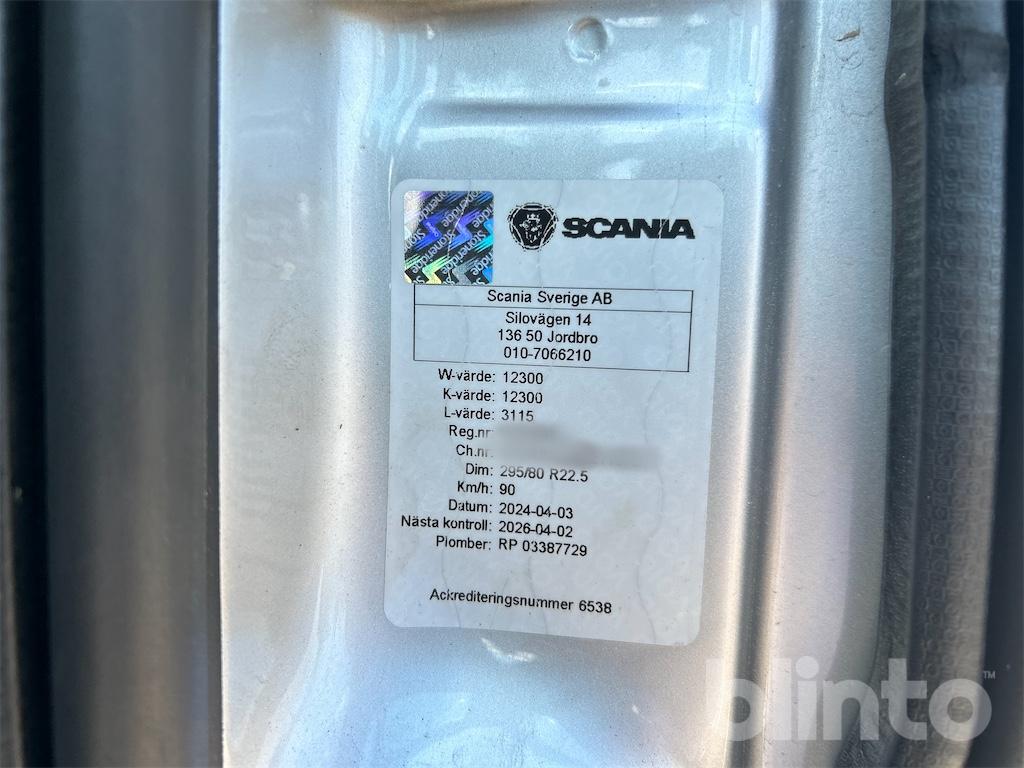 Stoneridge
SCANIA
Scania Sverige AB
Silovägen 14
136 50 Jordbro
010-7066210
W-värde: 12300
K-värde: 12300
L-värde: 3115
Reg.nr
Ch.nr.
Dim: 295/80 R22.5
Km/h: 90
Datum: 2024-04-03
Nästa kontroll: 2026-04-02
Plomber: RP 03387729
Ackrediteringsnummer 6538
blinto™